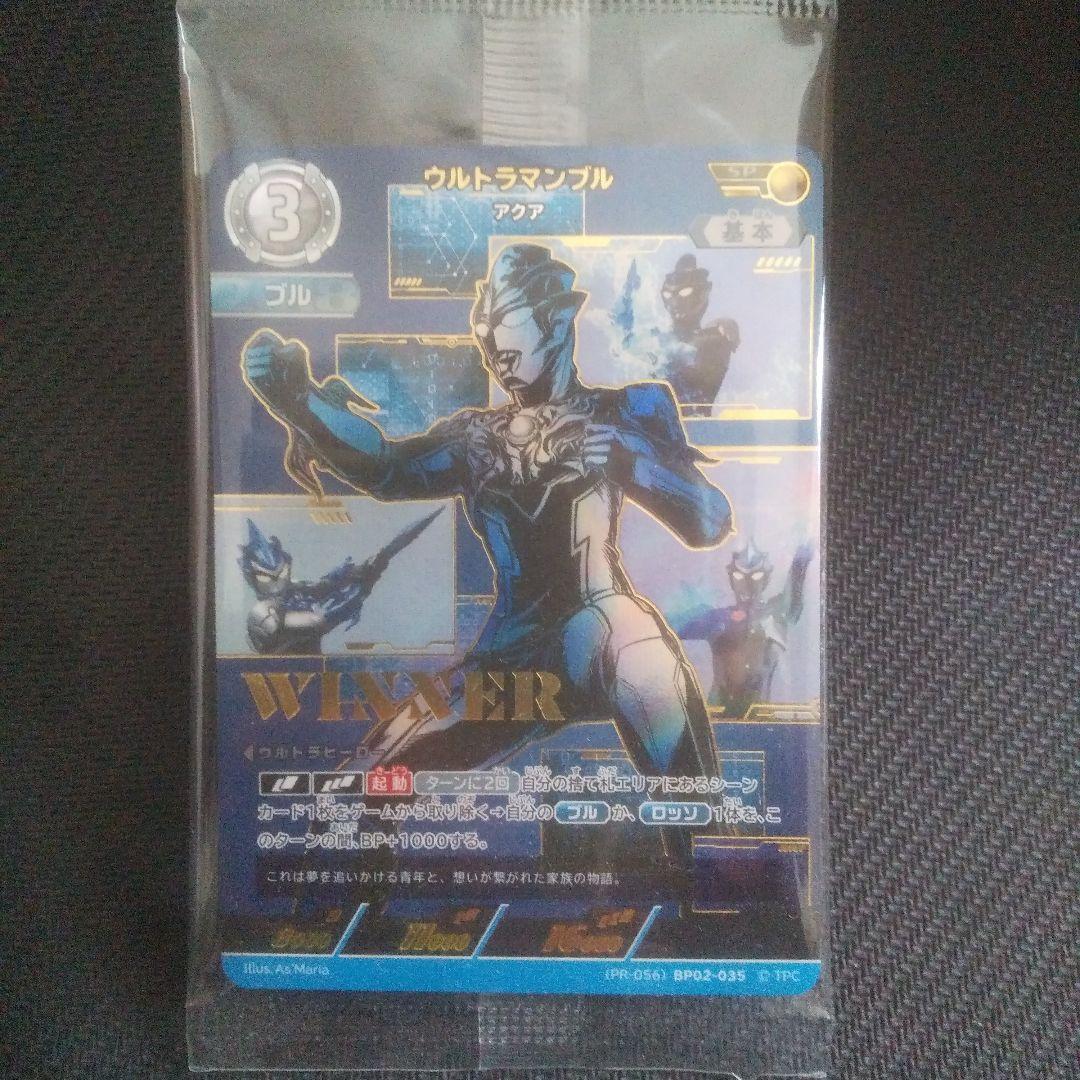 3
ウルトラマンブル
アクア
SP
きほん
基本
ブル
WINNER
ウルトラヒーロー
起動 ターンに2回 自分の捨て札エリアにあるシーン
カード1枚をゲームから取り除く→自分の ブル か、 ロッソ 1体を、こ
のターンの間、BP+1000する。
これは夢を追いかける青年と、想いが繋がれた家族の物語。
Illus. As'Maria
(PR-056) BP02-035 © TPC